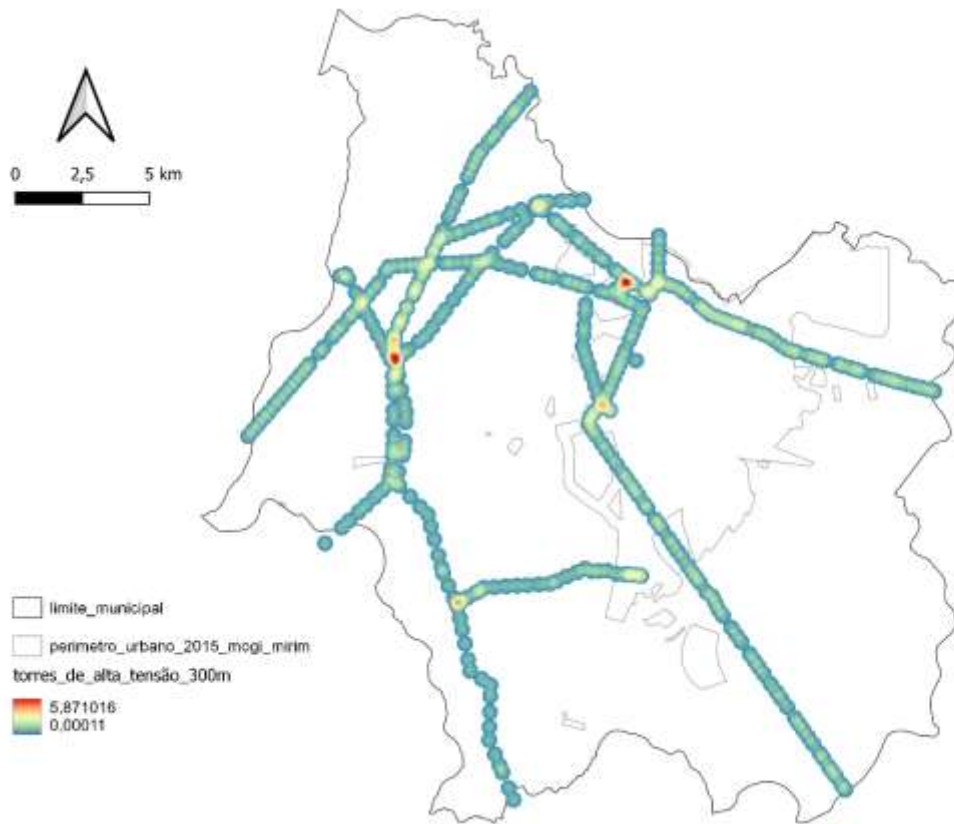 0 2,5 5 km
limite_municipal
perimetro_urbano_2015_mogi_mirim
torres_de_alta_tensão_300m
5,871016
0,00011